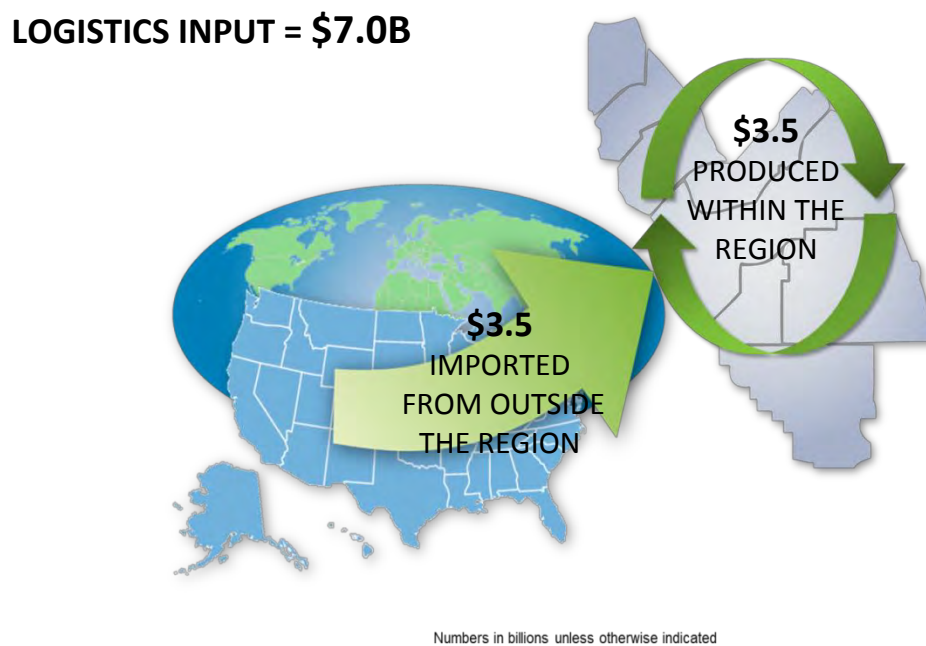 LOGISTICS INPUT = $7.0B
$3.5
PRODUCED
WITHIN THE
REGION
$3.5
IMPORTED
FROM OUTSIDE
THE REGION
Numbers in billions unless otherwise indicated